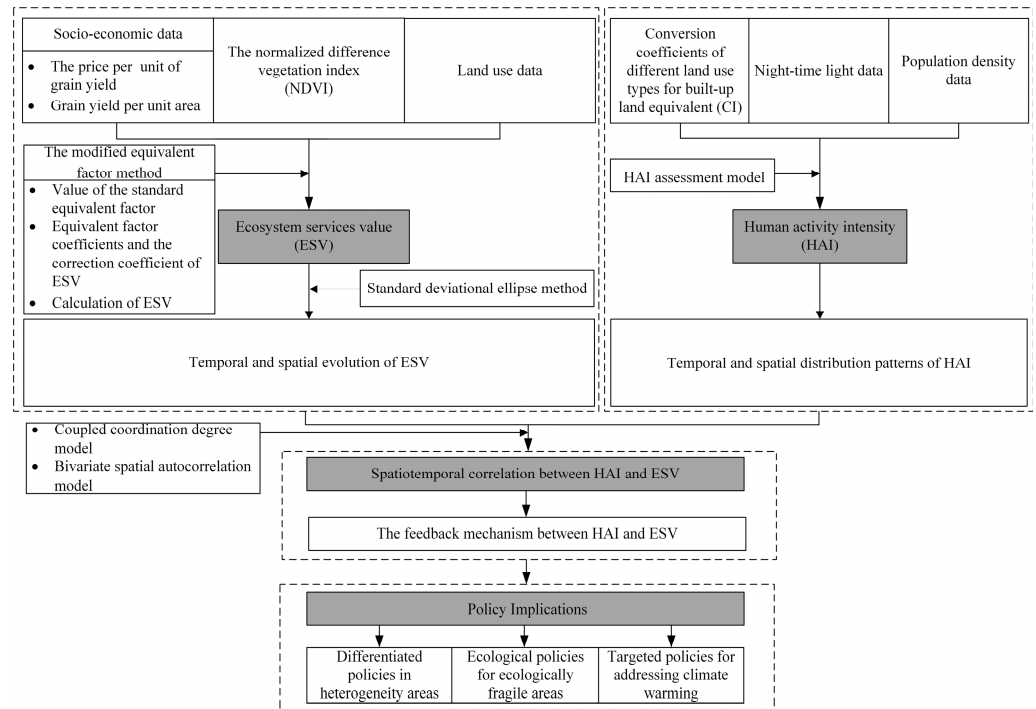 Socio-economic data
• The price per unit of
grain yield
• Grain yield per unit area
The normalized difference
vegetation index
(NDVI)
Land use data
Conversion
coefficients of
different land use
types for built-up
land equivalent (CI)
Night-time light data
Population density
data
The modified equivalent
factor method
• Value of the standard
equivalent factor
• Equivalent factor
coefficients and the
correction coefficient of
ESV
• Calculation of ESV
Ecosystem services value
(ESV)
Standard deviational ellipse method
HAI assessment model
Human activity intensity
(HAI)
Temporal and spatial evolution of ESV
Temporal and spatial distribution patterns of HAI
• Coupled coordination degree
model
• Bivariate spatial autocorrelation
model
Spatiotemporal correlation between HAI and ESV
The feedback mechanism between HAI and ESV
Policy Implications
Differentiated
policies in
heterogeneity areas
Ecological policies
for ecologically
fragile areas
Targeted policies for
addressing climate
warming